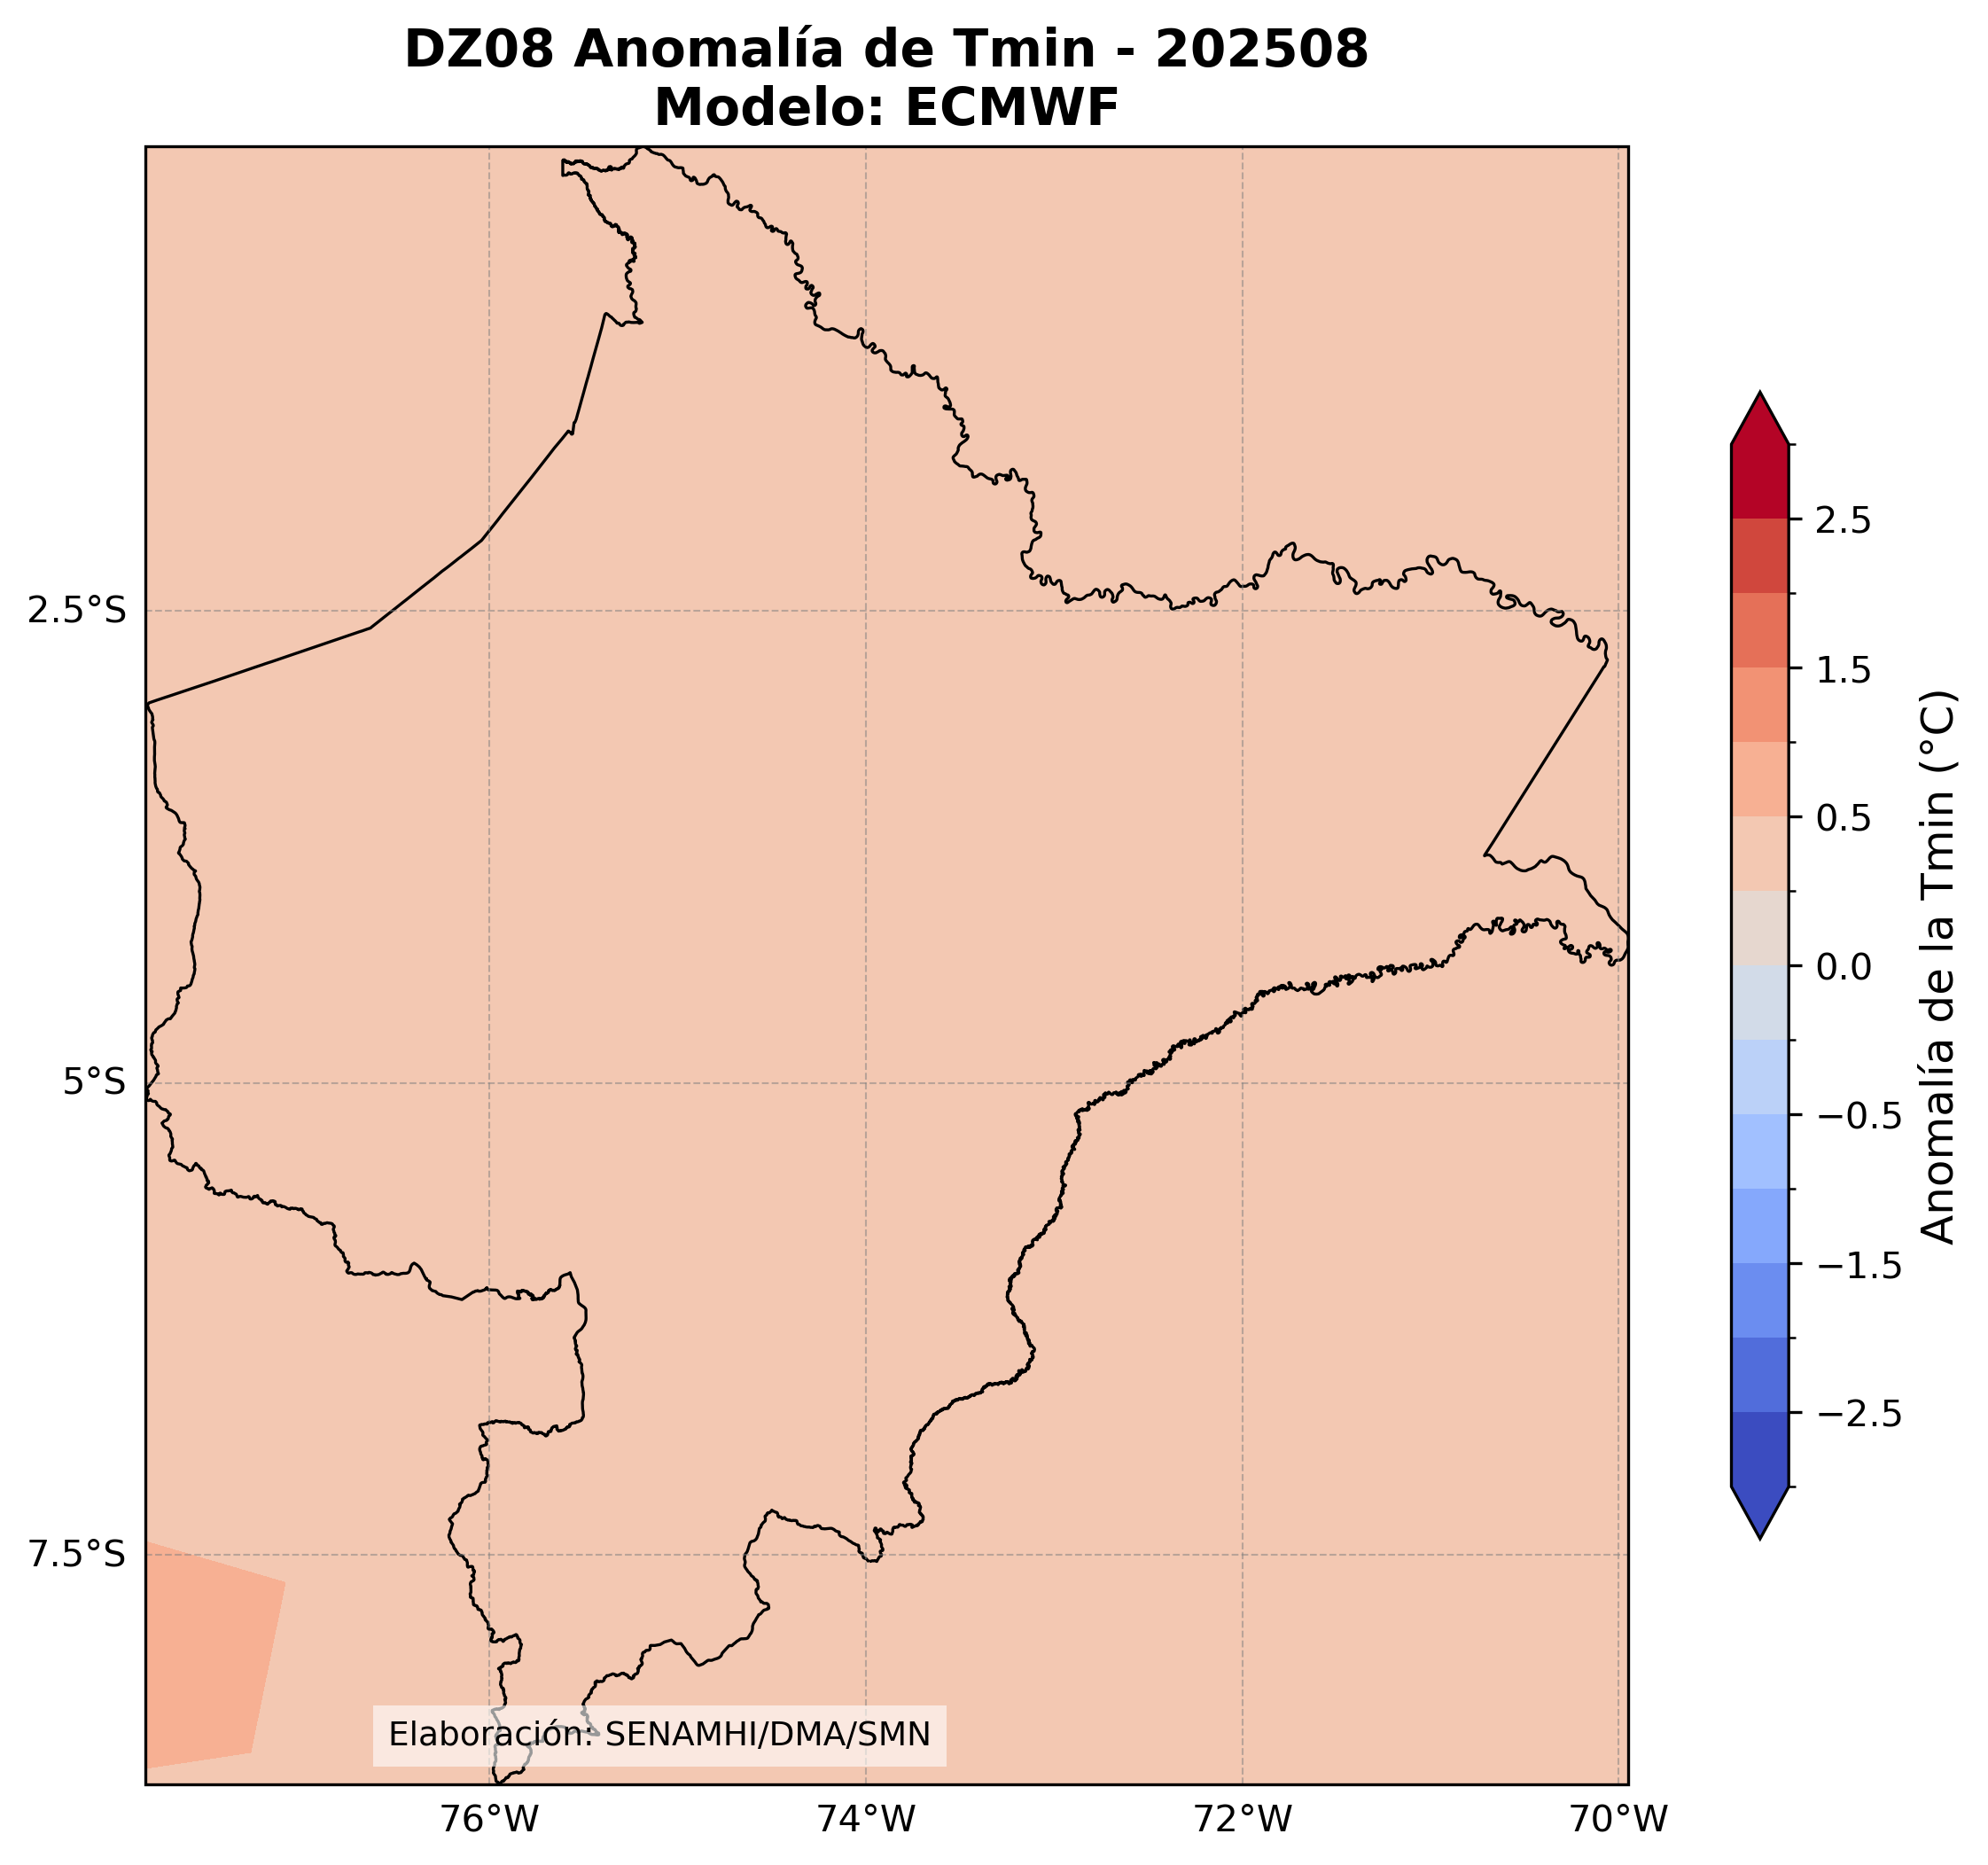 DZ08 Anomalía de Tmin - 202508
Modelo: ECMWF
2.5°S
5°S
7.5°S
76°W
74°W
72°W
70°W
Elaboración: SENAMHI/DMA/SMN
2.5
1.5
0.5
0.0
−0.5
−1.5
−2.5
Anomalía de la Tmin (°C)